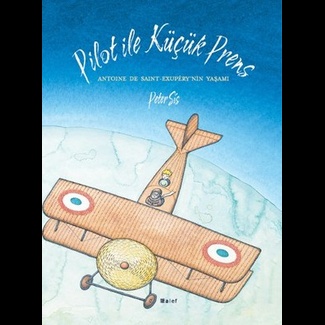 Pilot ile Küçük Prens
ANTOINE DE SAINT-EXUPÉRY'NİN YAŞAMI
Peter Sís
alef